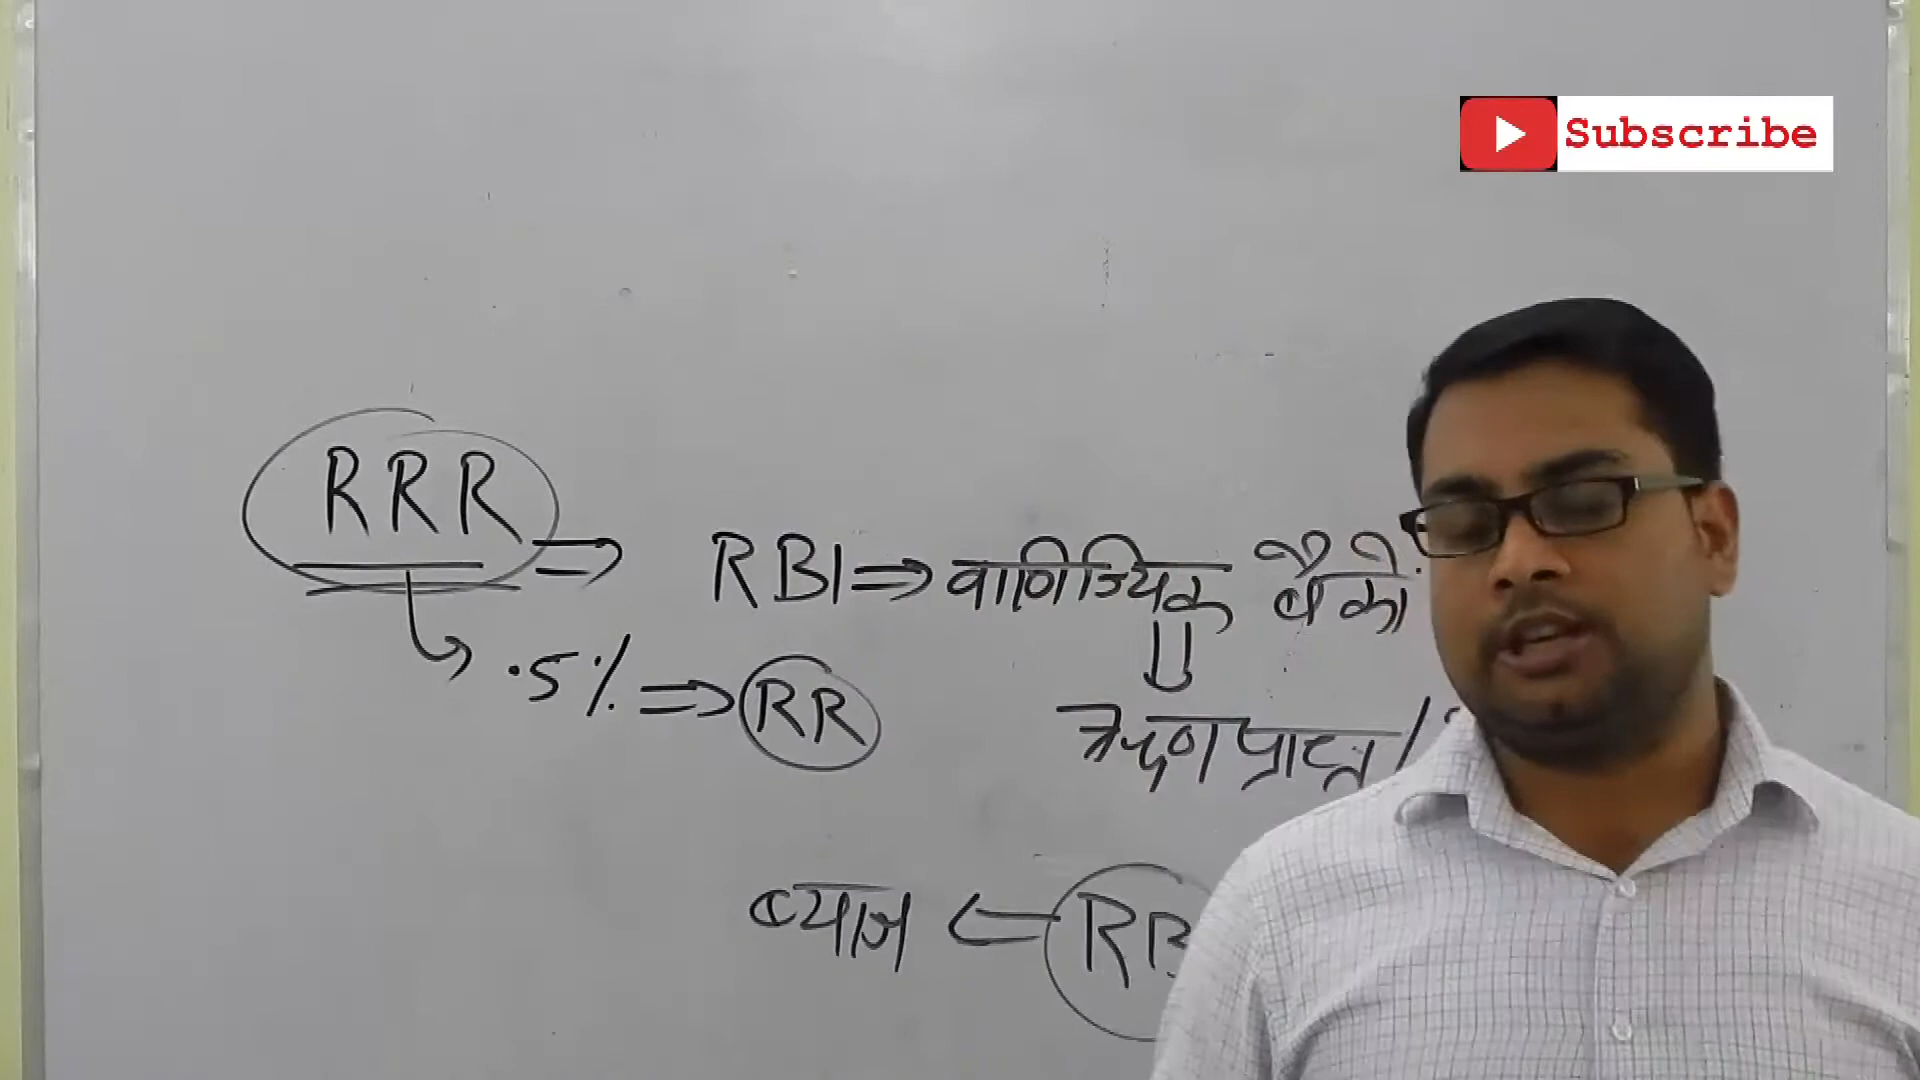 Subscribe
RRR ⇒ RBI ⇒ वाणिज्यिक बैंकों
.5% ⇒ RR
ऋण प्राप्त /
ब्याज ⇐ RB